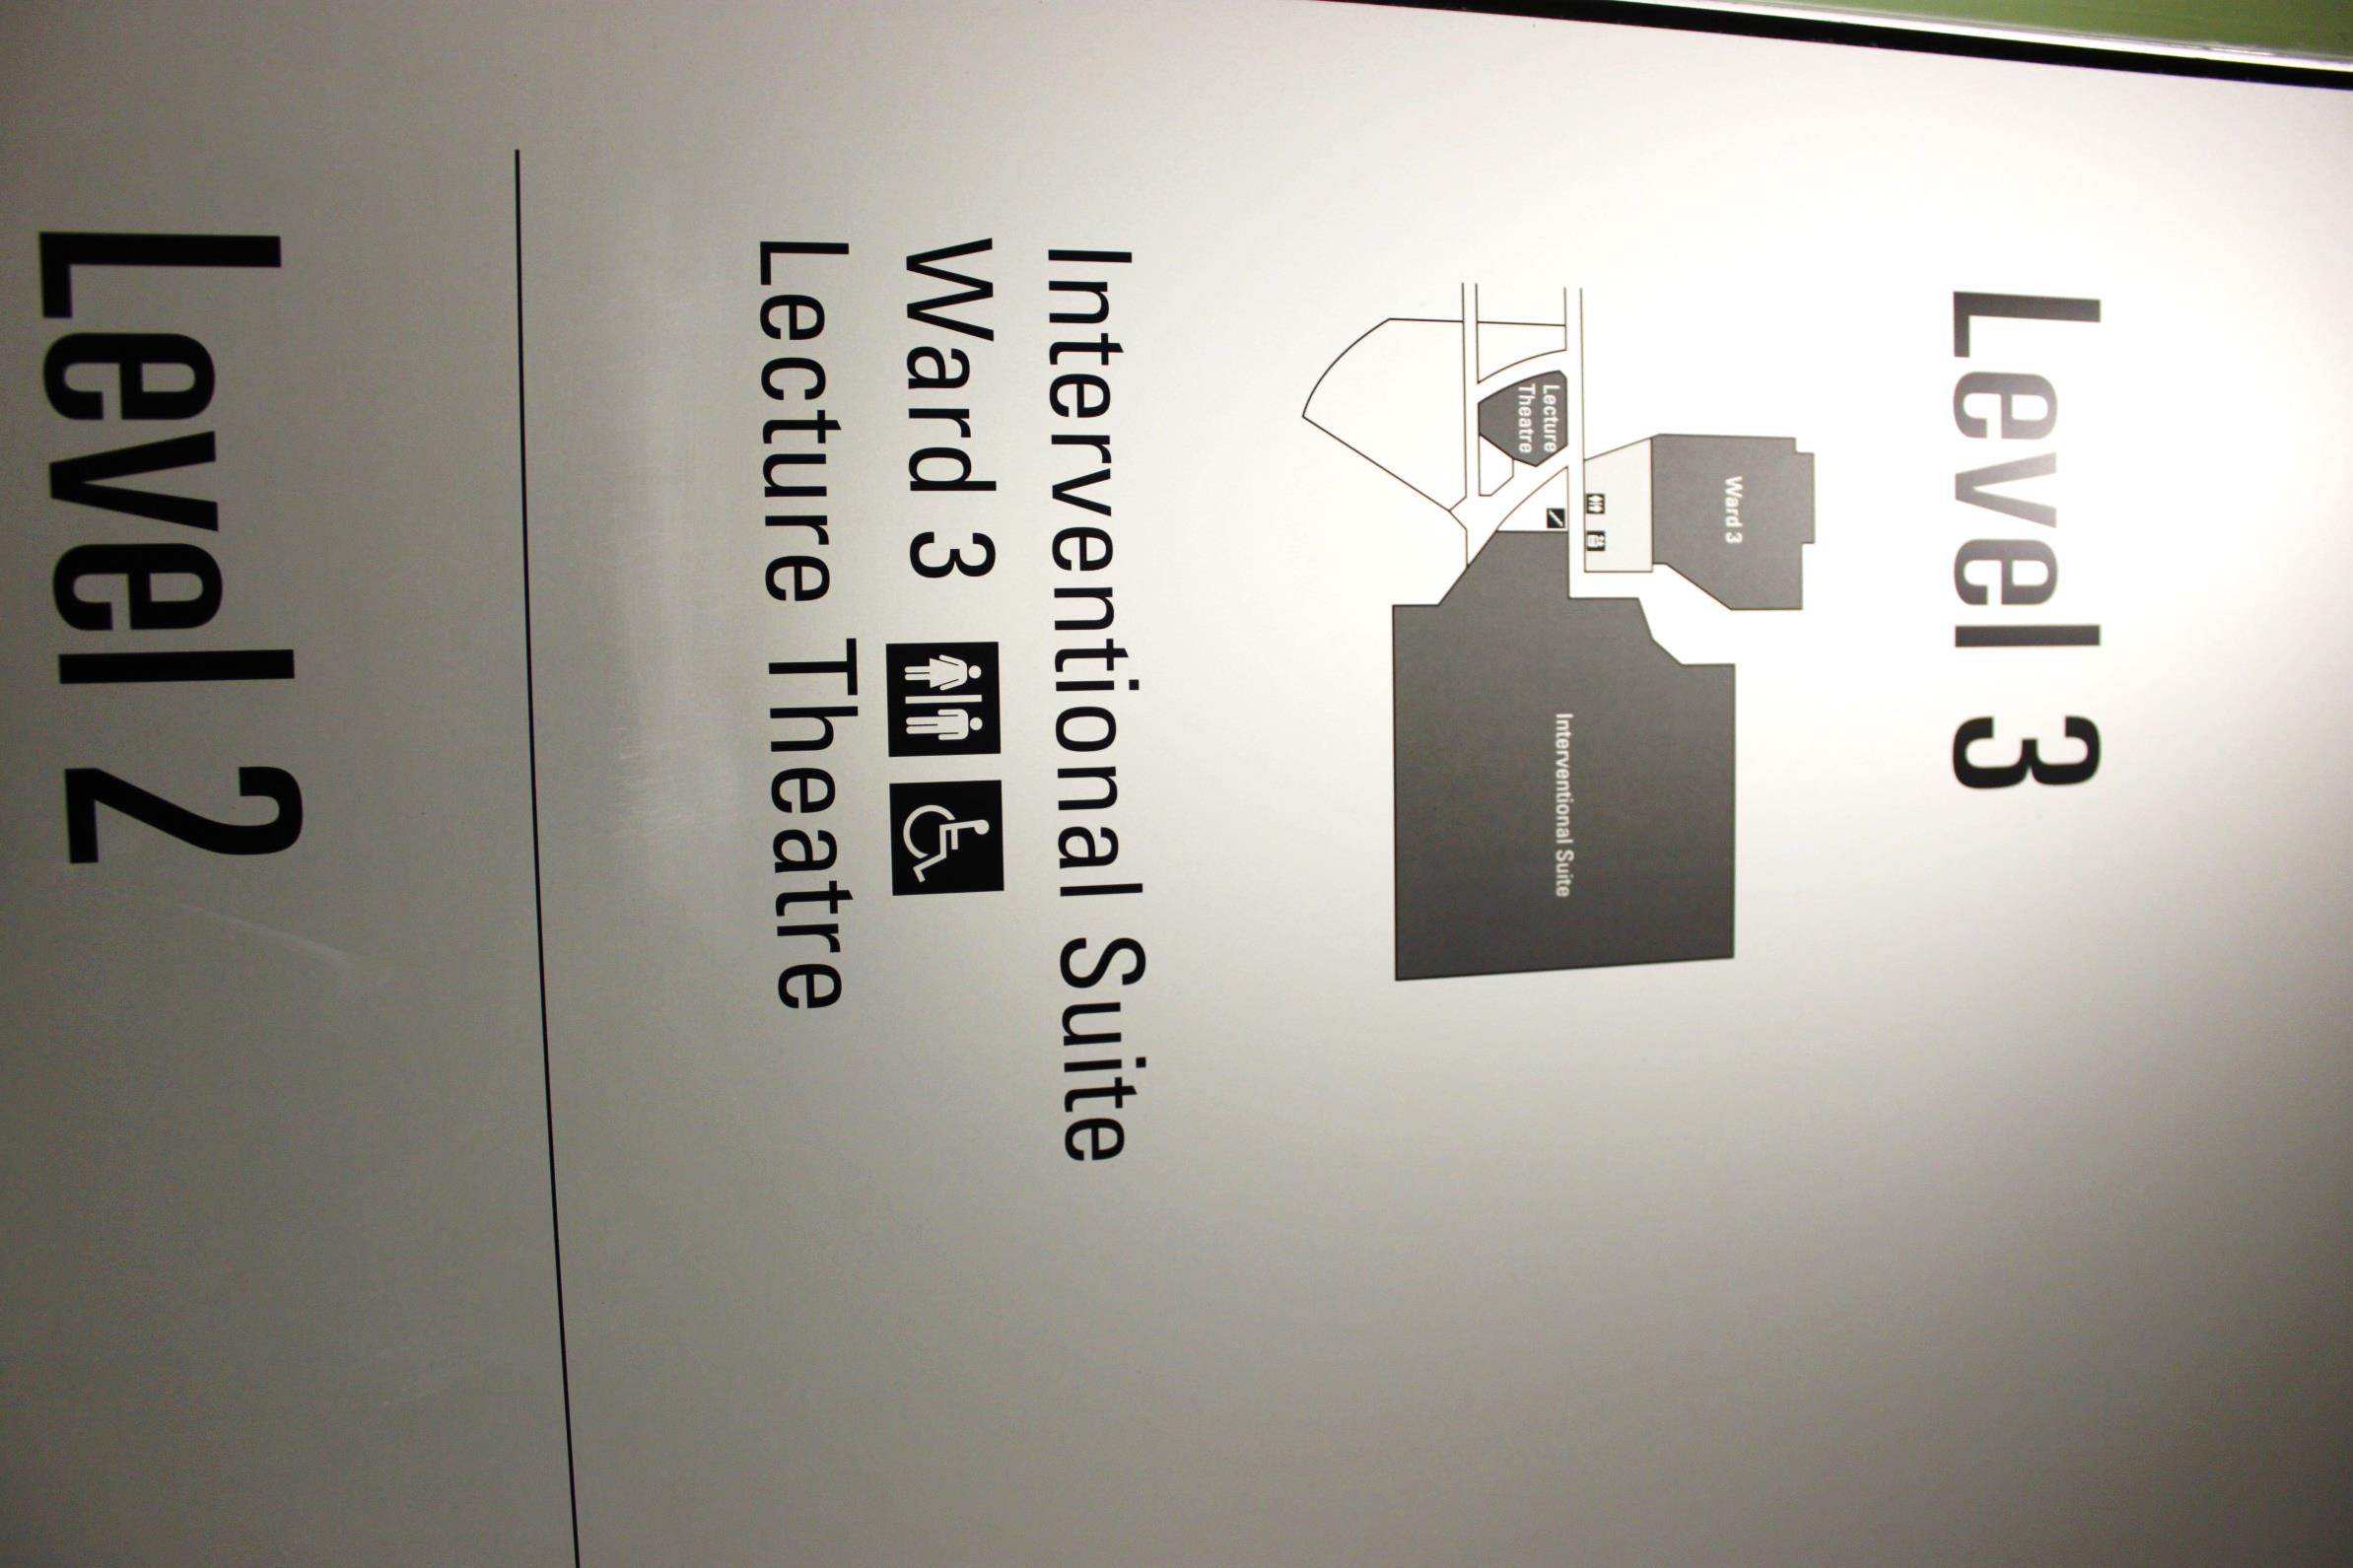 Level 3
Ward 3
Lecture
Theatre
Interventional Suite
Interventional Suite
Ward 3
Lecture Theatre
Level 2